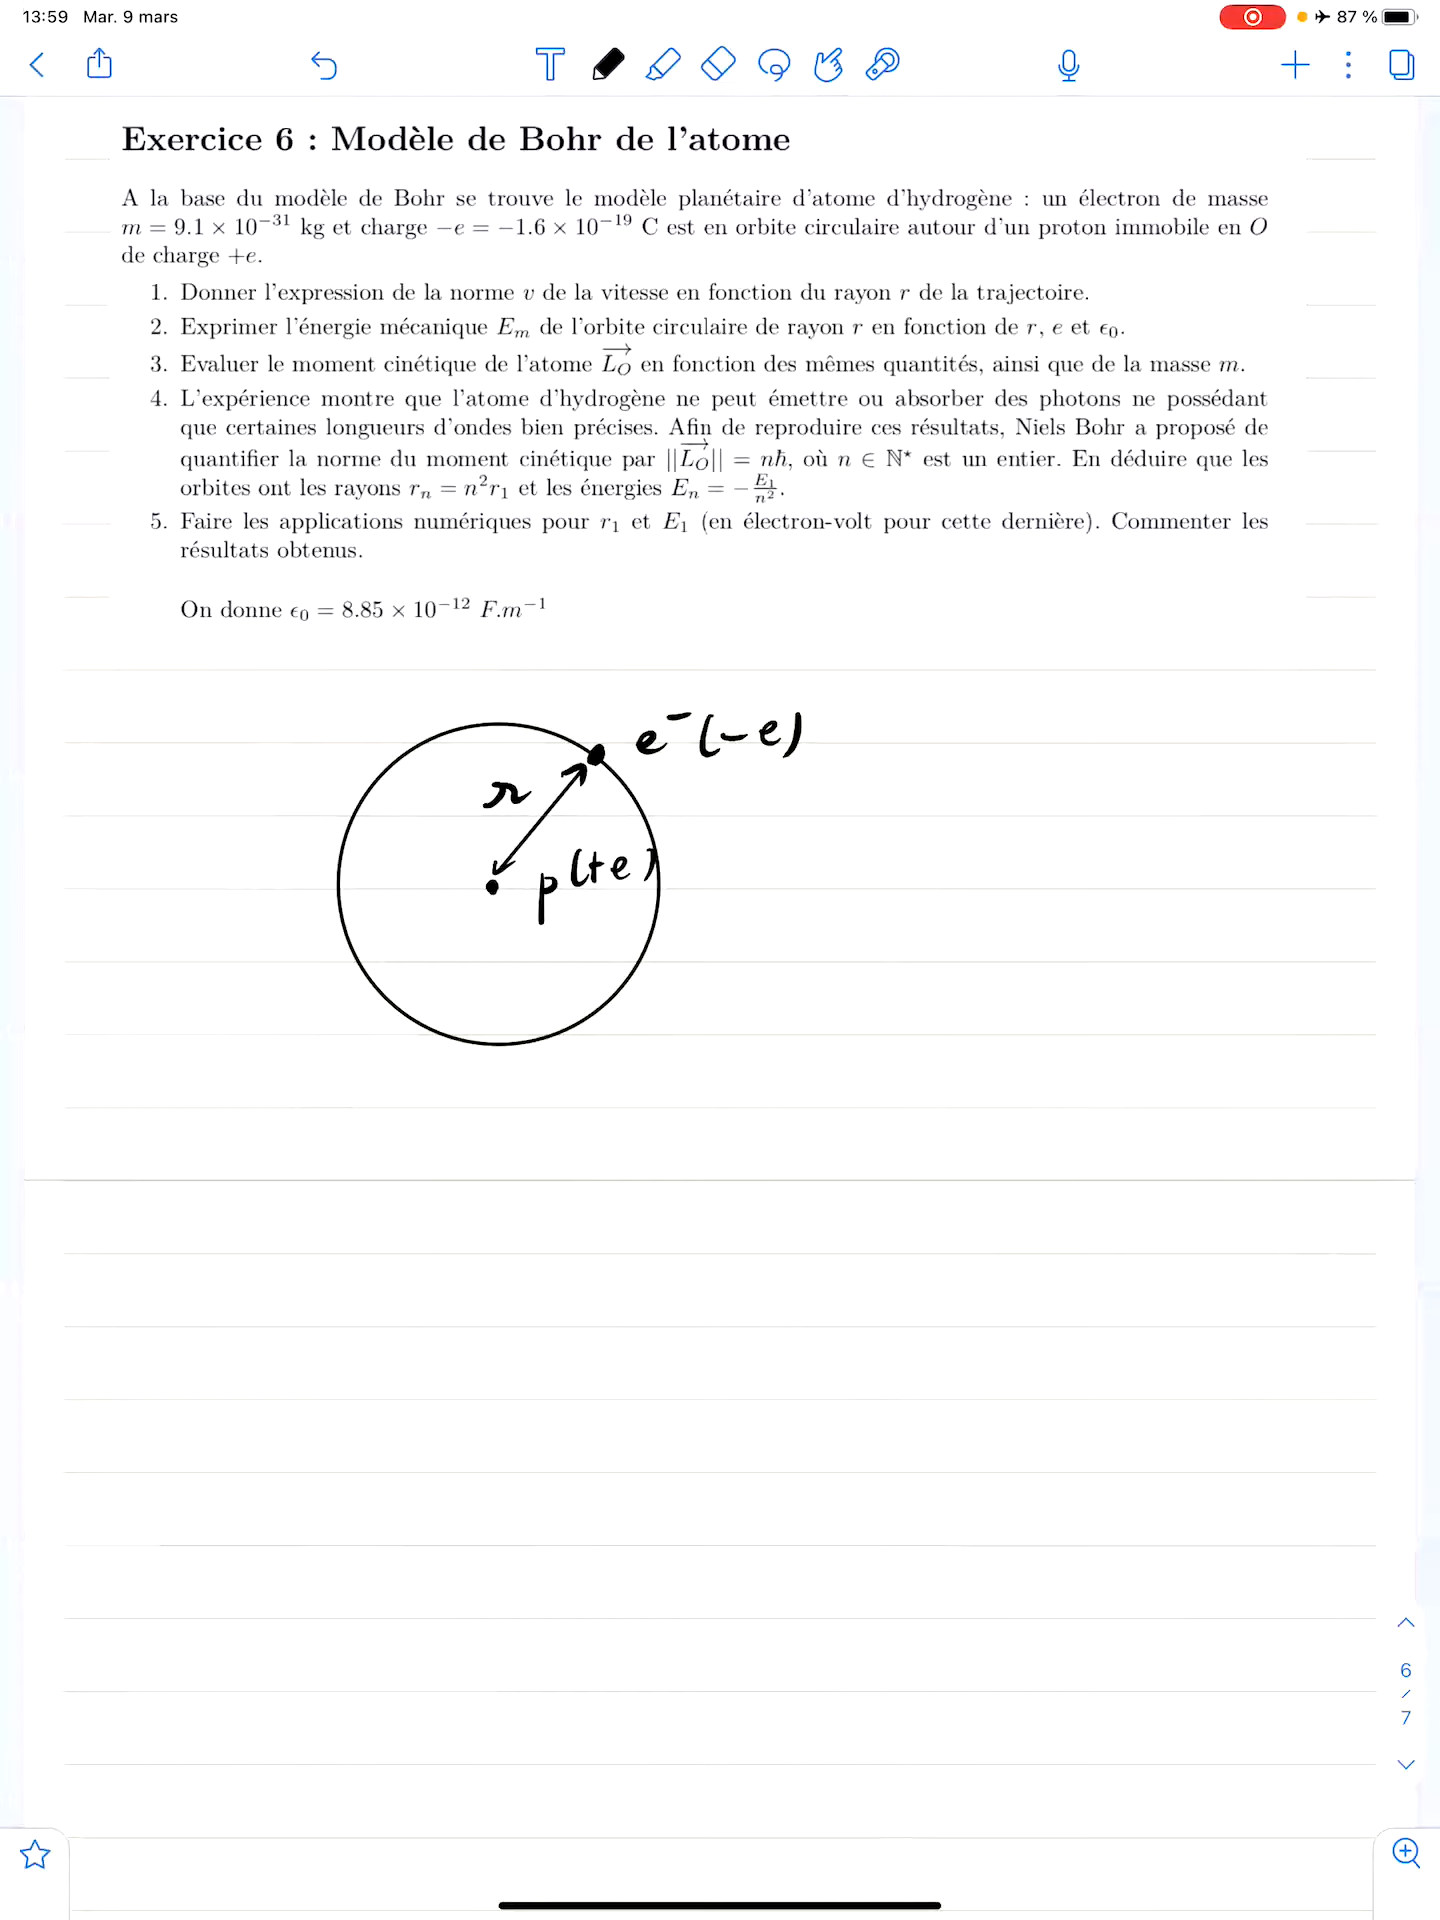 13:59 Mar. 9 mars 87 %
Exercice 6 : Modèle de Bohr de l'atome
A la base du modèle de Bohr se trouve le modèle planétaire d'atome d'hydrogène : un électron de masse
m = 9.1 × 10⁻³¹ kg et charge −e = −1.6 × 10⁻¹⁹ C est en orbite circulaire autour d'un proton immobile en O
de charge +e.
1. Donner l'expression de la norme v de la vitesse en fonction du rayon r de la trajectoire.
2. Exprimer l'énergie mécanique Eₘ de l'orbite circulaire de rayon r en fonction de r, e et ϵ₀.
3. Evaluer le moment cinétique de l'atome $\overrightarrow{L_O}$ en fonction des mêmes quantités, ainsi que de la masse m.
4. L'expérience montre que l'atome d'hydrogène ne peut émettre ou absorber des photons ne possédant
que certaines longueurs d'ondes bien précises. Afin de reproduire ces résultats, Niels Bohr a proposé de
quantifier la norme du moment cinétique par $||\overrightarrow{L_O}||$ = nℏ, où n ∈ ℕ* est un entier. En déduire que les
orbites ont les rayons rₙ = n²r₁ et les énergies Eₙ = −$\frac{E_1}{n^2}$.
5. Faire les applications numériques pour r₁ et E₁ (en électron-volt pour cette dernière). Commenter les
résultats obtenus.
On donne ϵ₀ = 8.85 × 10⁻¹² F.m⁻¹
e⁻(−e)
r
p(+e)
6
/
7